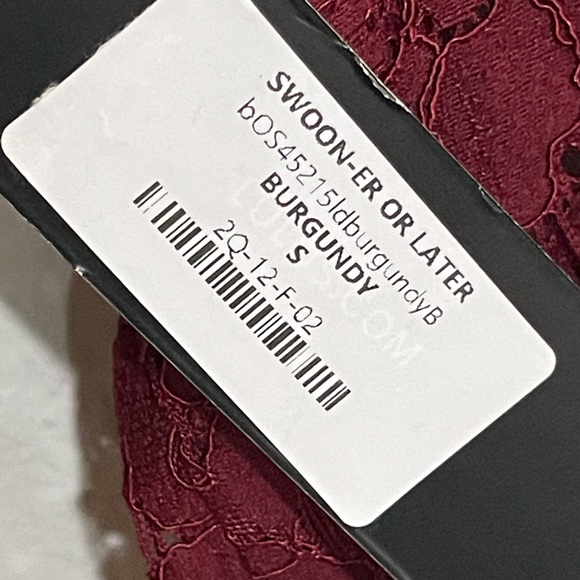 SWOON-ER OR LATER
bOS45215ldburgundyB
BURGUNDY
S
2Q-12-F-02